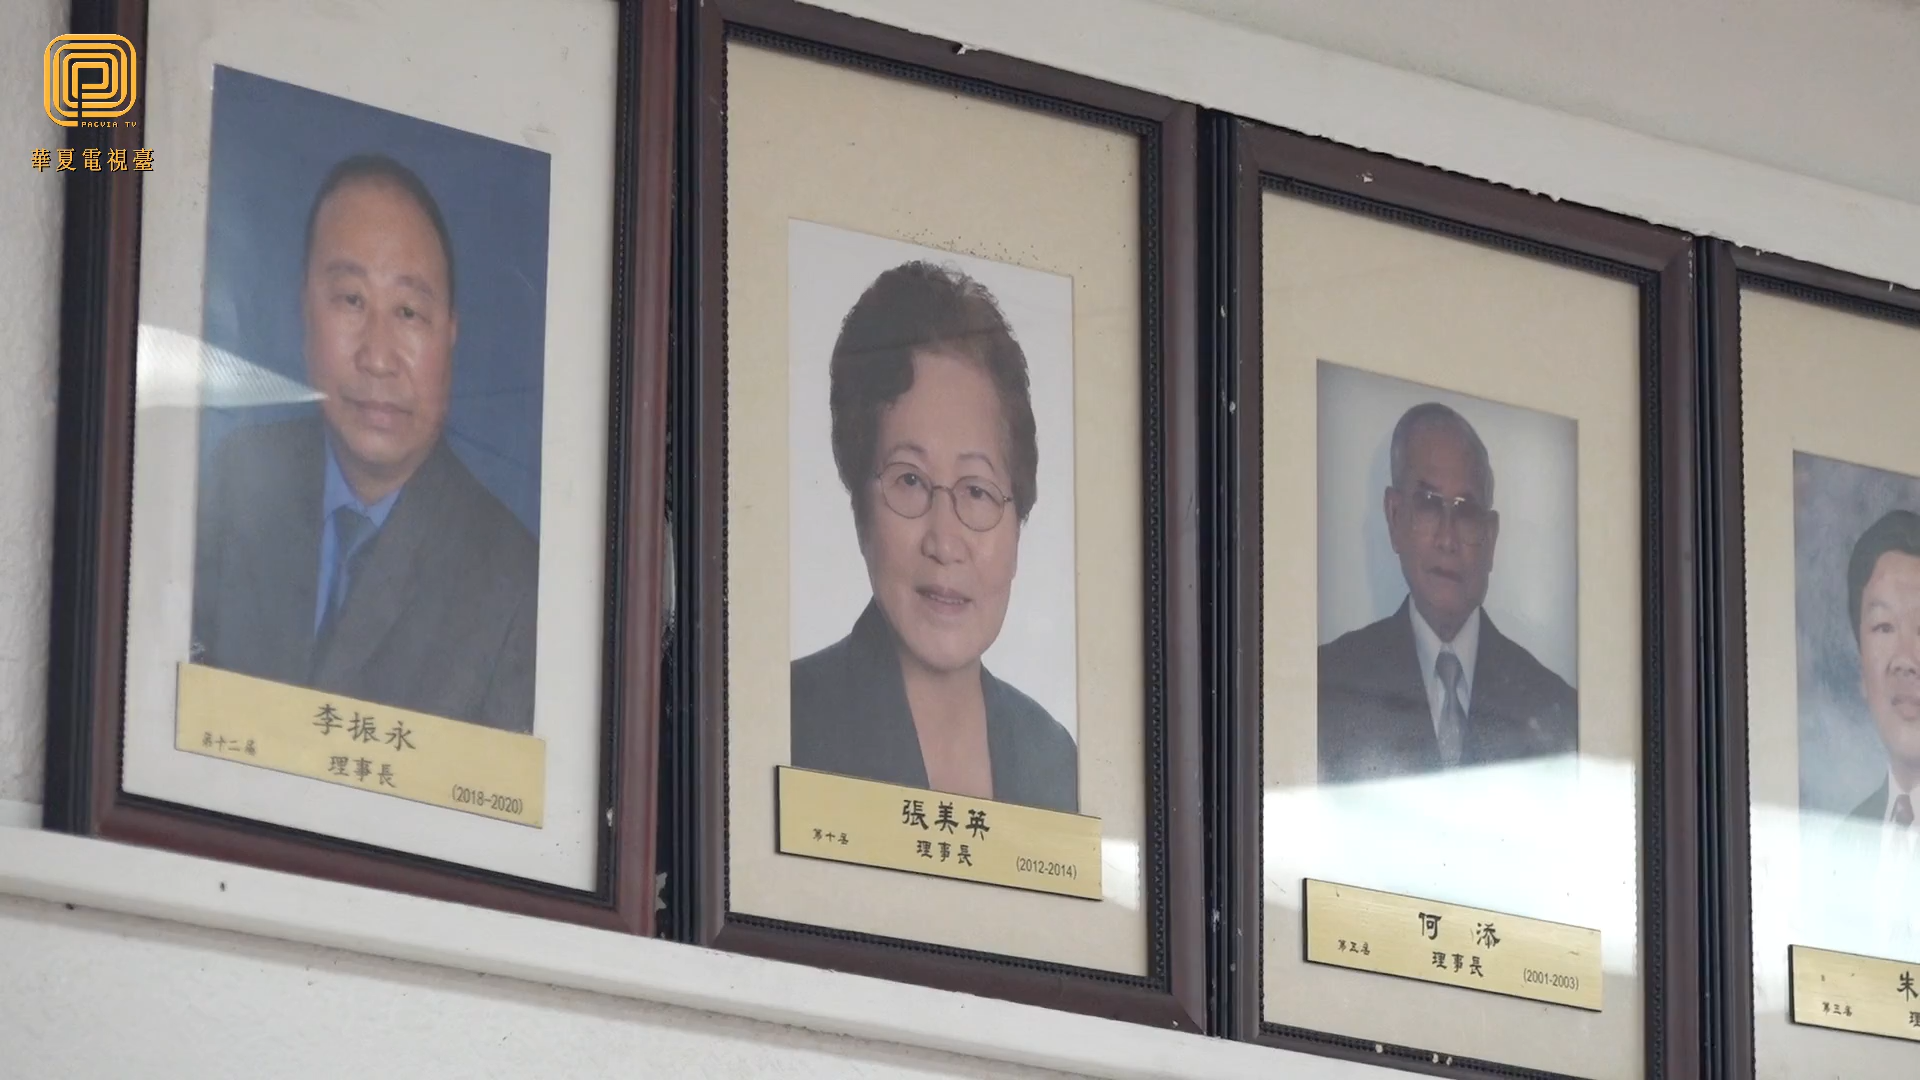 PACVIA TV
華夏電視臺
李振永
第十二屆
理事長
(2018-2020)
張美英
第十屆
理事長
(2012-2014)
何 添
第五屆
理事長
(2001-2003)
朱
第三屆
理